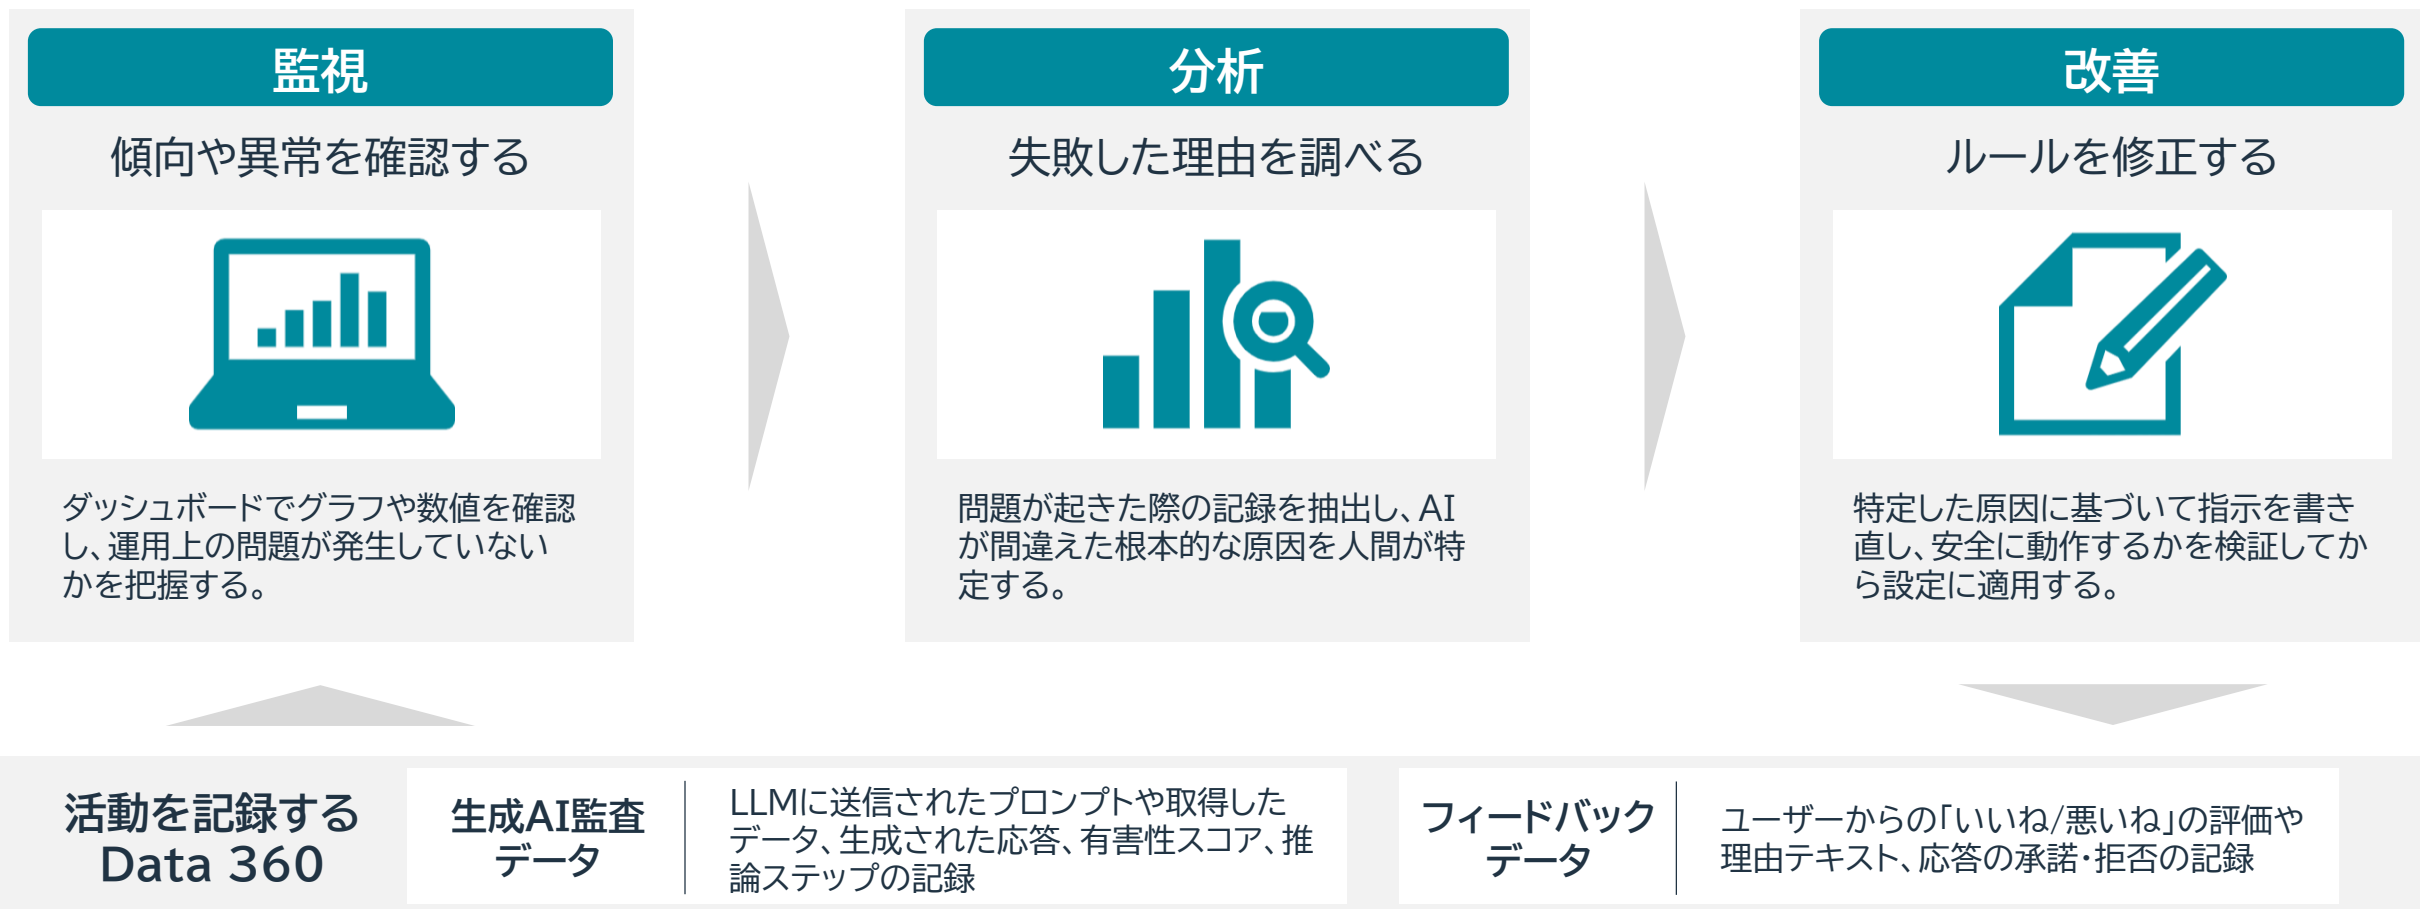 監視
傾向や異常を確認する
ダッシュボードでグラフや数値を確認
し、運用上の問題が発生していない
かを把握する。
分析
失敗した理由を調べる
問題が起きた際の記録を抽出し、AI
が間違えた根本的な原因を人間が特
定する。
改善
ルールを修正する
特定した原因に基づいて指示を書き
直し、安全に動作するかを検証してか
ら設定に適用する。
活動を記録する
Data 360
生成AI監査
データ
LLMに送信されたプロンプトや取得した
データ、生成された応答、有害性スコア、推
論ステップの記録
フィードバック
データ
ユーザーからの「いいね/悪いね」の評価や
理由テキスト、応答の承諾・拒否の記録